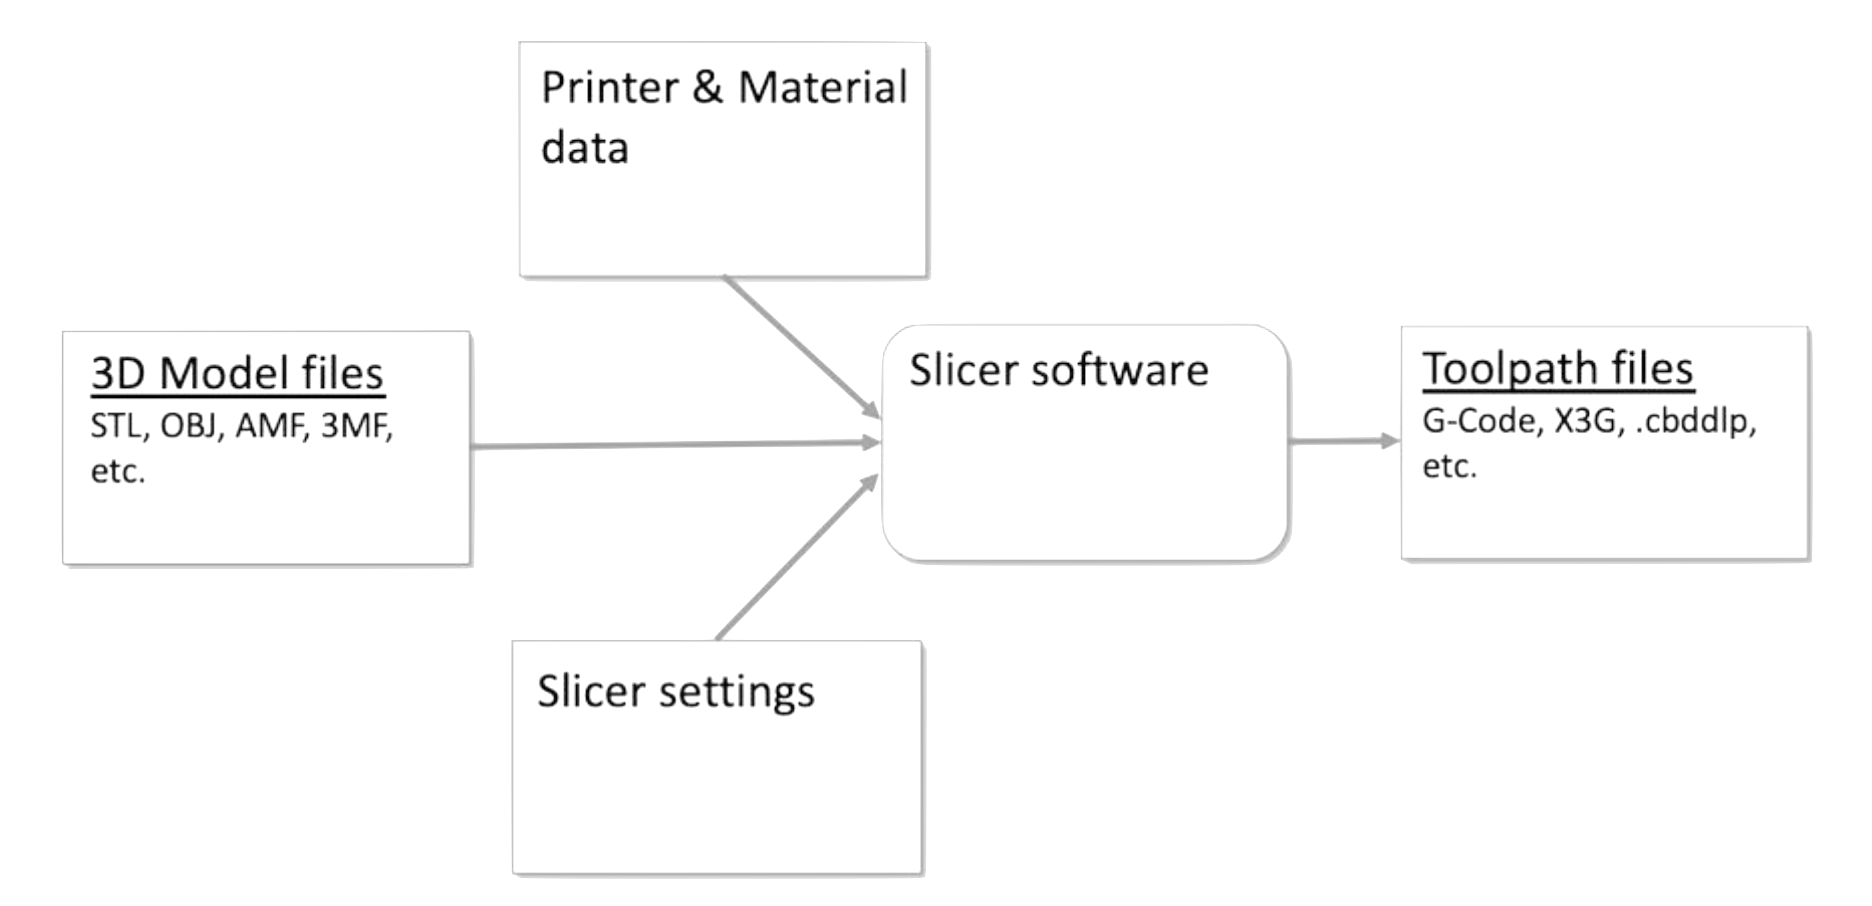 Printer & Material
data
3D Model files
STL, OBJ, AMF, 3MF,
etc.
Slicer software
Toolpath files
G-Code, X3G, .cbddlp,
etc.
Slicer settings